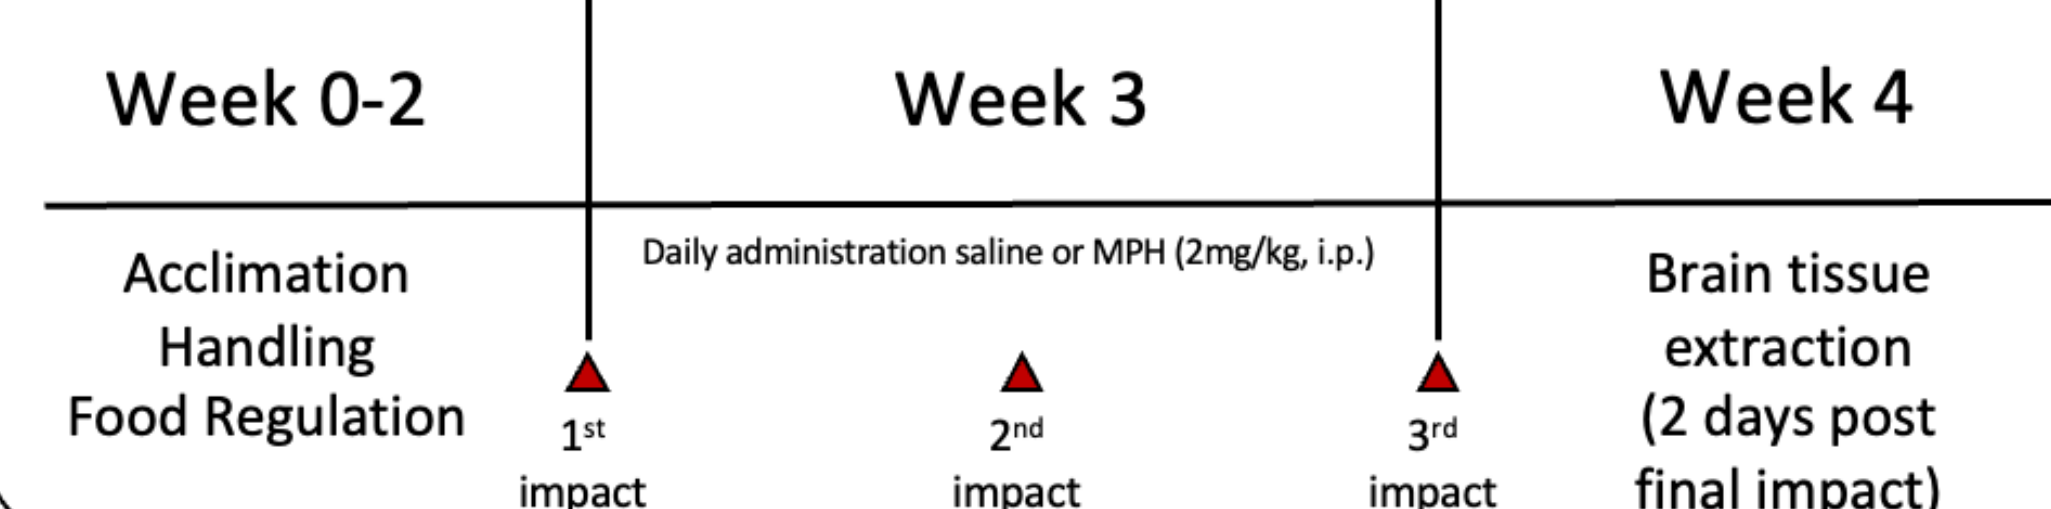 Week 0-2
Week 3
Week 4
Daily administration saline or MPH (2mg/kg, i.p.)
Acclimation
Handling
Food Regulation
1st
impact
2nd
impact
3rd
impact
Brain tissue
extraction
(2 days post
final impact)